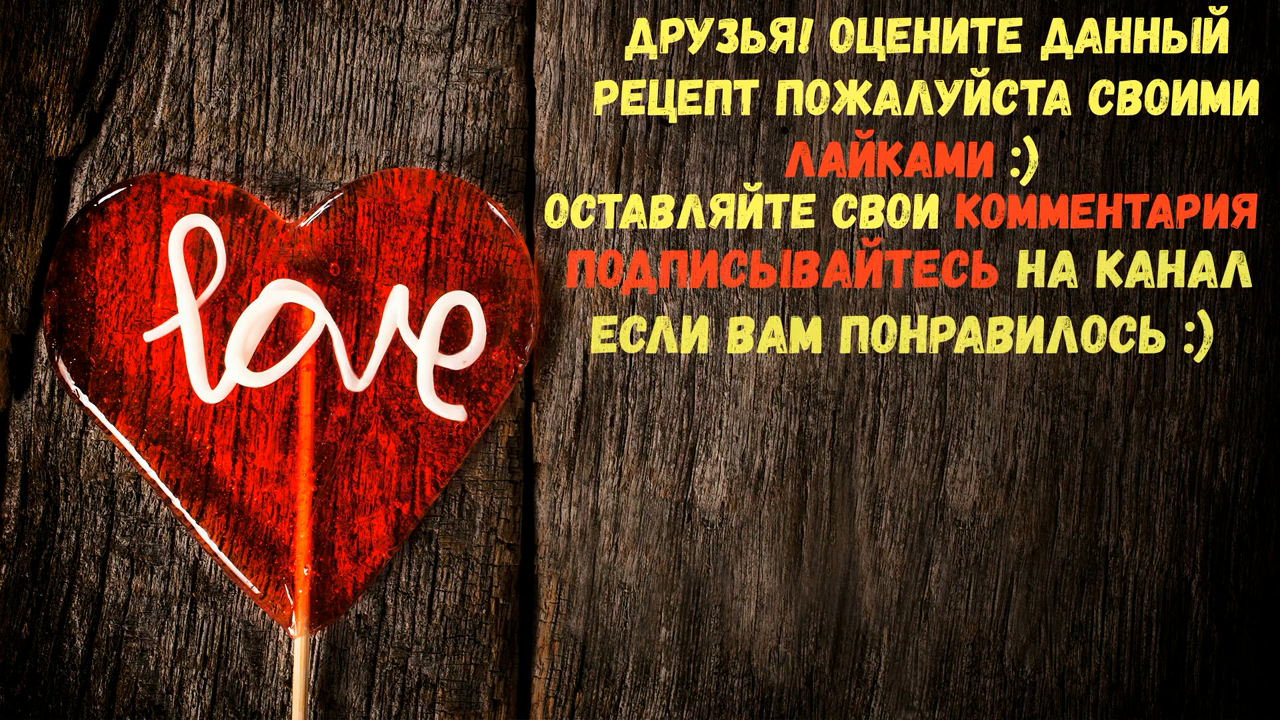 love
ДРУЗЬЯ! ОЦЕНИТЕ ДАННЫЙ
РЕЦЕПТ ПОЖАЛУЙСТА СВОИМИ
ЛАЙКАМИ :)
ОСТАВЛЯЙТЕ СВОИ КОММЕНТАРИЯ
ПОДПИСЫВАЙТЕСЬ НА КАНАЛ
ЕСЛИ ВАМ ПОНРАВИЛОСЬ :)